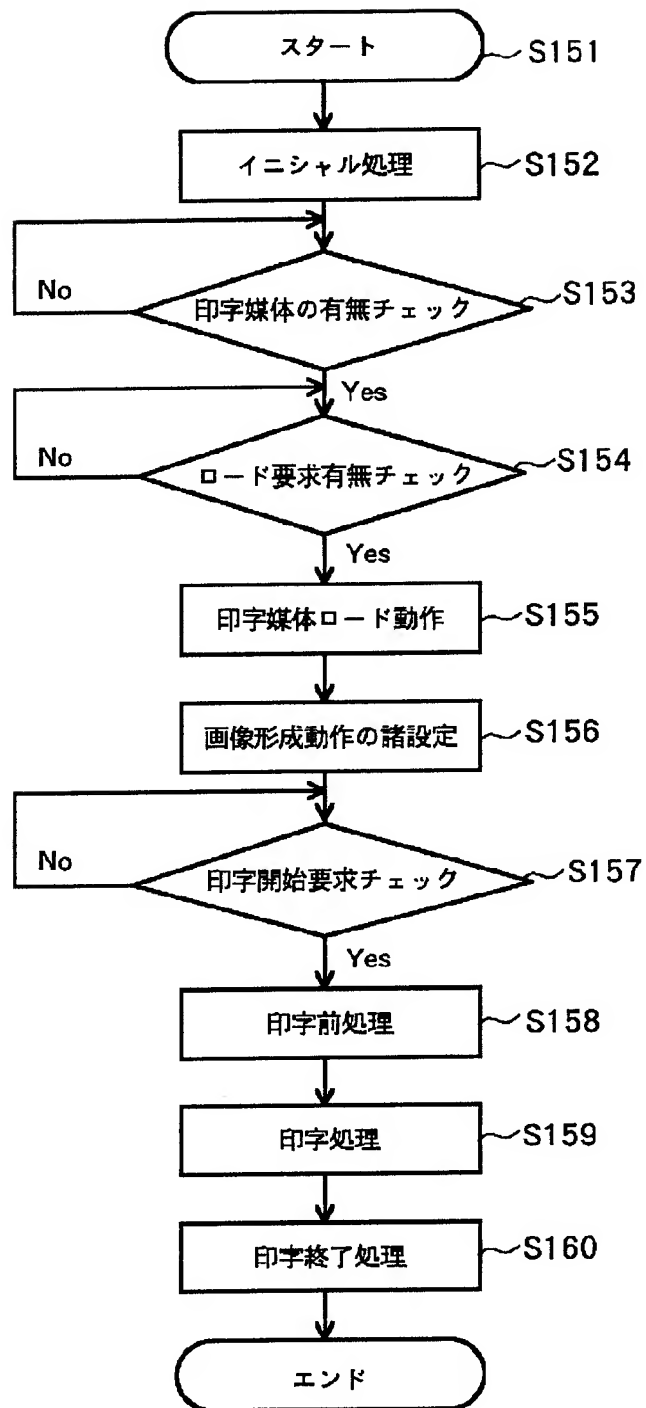 スタート S151
イニシャル処理 S152
No 印字媒体の有無チェック S153
Yes
No ロード要求有無チェック S154
Yes
印字媒体ロード動作 S155
画像形成動作の諸設定 S156
No 印字開始要求チェック S157
Yes
印字前処理 S158
印字処理 S159
印字終了処理 S160
エンド